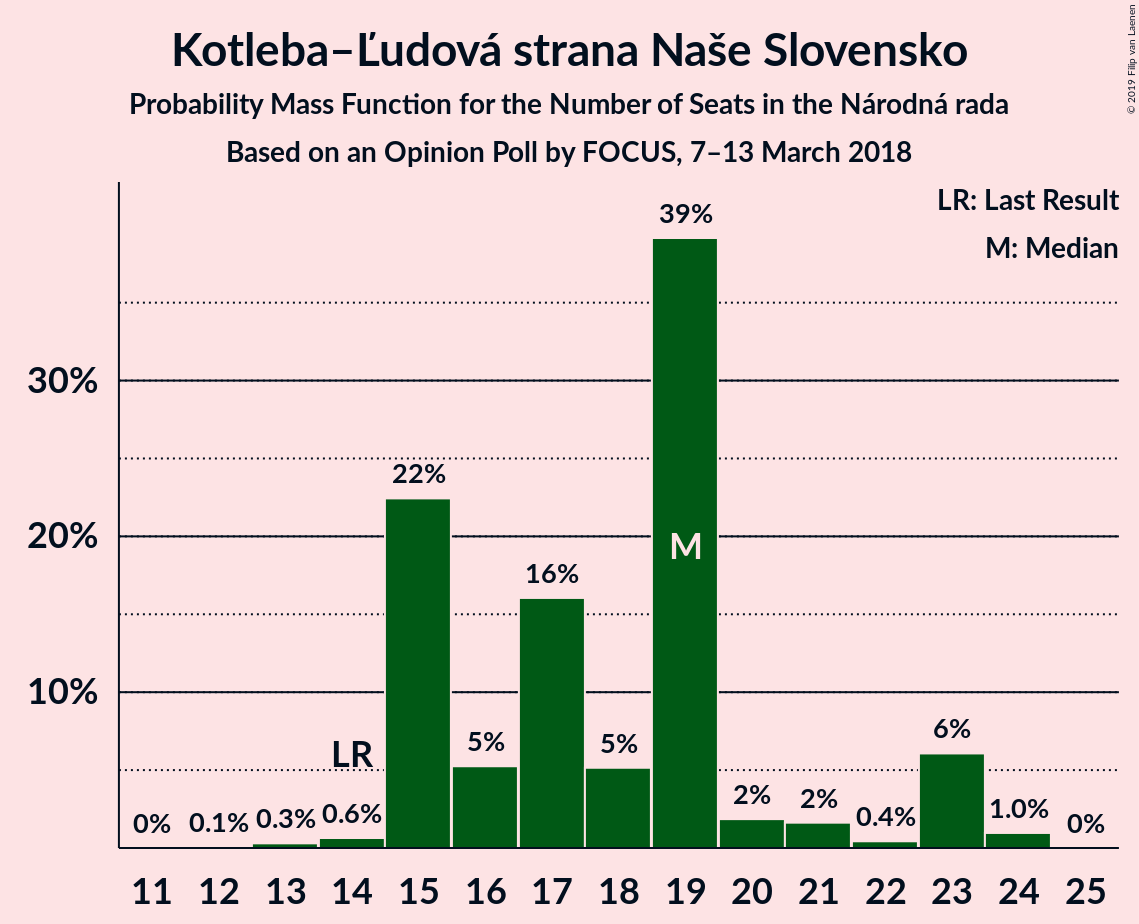 Kotleba–Ľudová strana Naše Slovensko
Probability Mass Function for the Number of Seats in the Národná rada
Based on an Opinion Poll by FOCUS, 7–13 March 2018
© 2019 Filip van Laenen
LR: Last Result
M: Median
39%
30%
22%
20%
M
16%
10%
LR
5%
5%
6%
0%
0.1%
0.3%
0.6%
2%
2%
0.4%
1.0%
0%
11 12 13 14 15 16 17 18 19 20 21 22 23 24 25